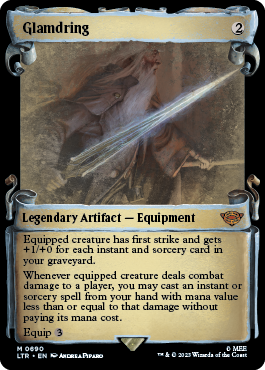 Glamdring 2
Legendary Artifact — Equipment
Equipped creature has first strike and gets
+1/+0 for each instant and sorcery card in
your graveyard.
Whenever equipped creature deals combat
damage to a player, you may cast an instant or
sorcery spell from your hand with mana value
less than or equal to that damage without
paying its mana cost.
Equip 3
M 0690
LTR • EN Andrea Piparo
© MEE
™ & © 2023 Wizards of the Coast